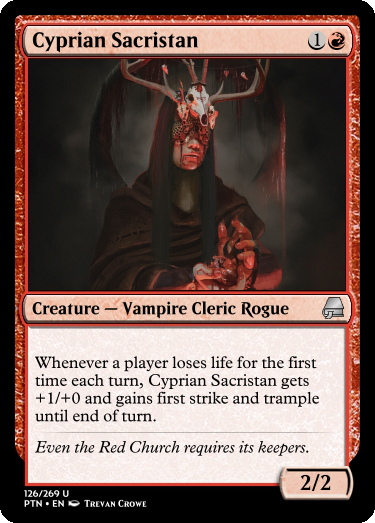 Cyprian Sacristan 1
Creature — Vampire Cleric Rogue
Whenever a player loses life for the first
time each turn, Cyprian Sacristan gets
+1/+0 and gains first strike and trample
until end of turn.
Even the Red Church requires its keepers.
2/2
126/269 U
PTN • EN Trevan Crowe